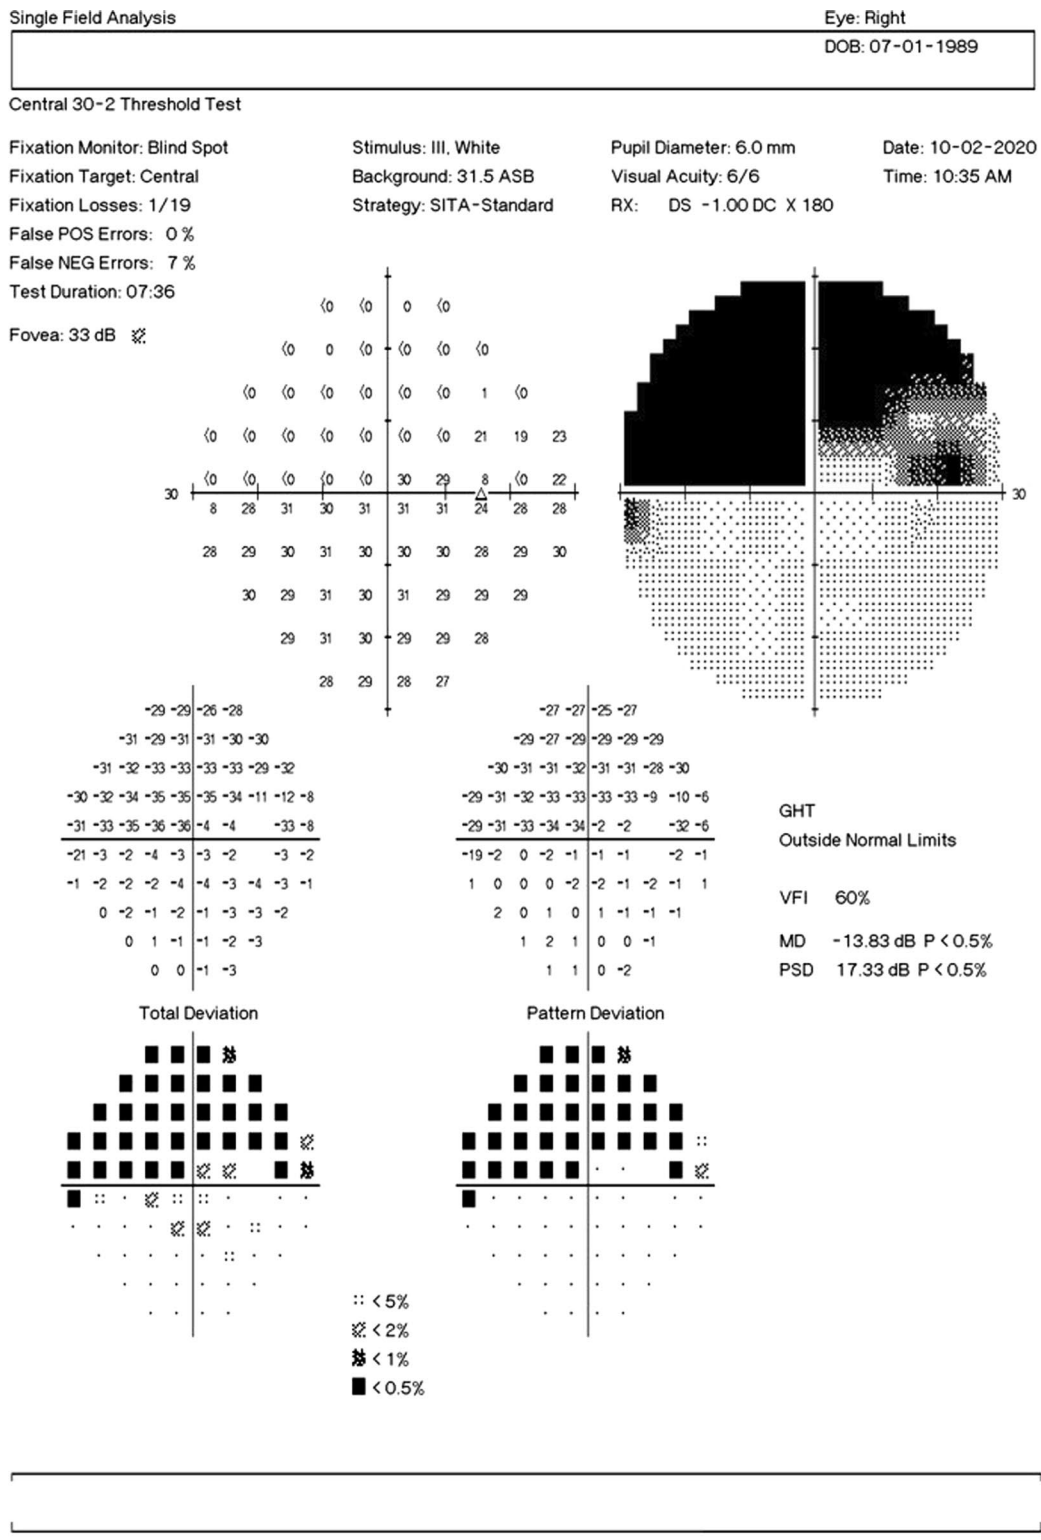 Single Field Analysis Eye: Right
DOB: 07-01-1989
Central 30-2 Threshold Test
Fixation Monitor: Blind Spot Stimulus: III, White Pupil Diameter: 6.0 mm Date: 10-02-2020
Fixation Target: Central Background: 31.5 ASB Visual Acuity: 6/6 Time: 10:35 AM
Fixation Losses: 1/19 Strategy: SITA-Standard RX: DS -1.00 DC X 180
False POS Errors: 0 %
False NEG Errors: 7 %
Test Duration: 07:36
Fovea: 33 dB
<0 <0 0 <0
<0 0 <0 <0 <0 <0
<0 <0 <0 <0 <0 <0 1 <0
<0 <0 <0 <0 <0 <0 <0 21 19 23
<0 <0 <0 <0 <0 30 29 8 <0 22
30 30
8 28 31 30 31 31 31 24 28 28
28 29 30 31 30 30 30 28 29 30
30 29 31 30 31 29 29 29
29 31 30 29 29 28
28 29 28 27
-29 -29 -26 -28 -27 -27 -25 -27
-31 -29 -31 -31 -30 -30 -29 -27 -29 -29 -29 -29
-31 -32 -33 -33 -33 -33 -29 -32 -30 -31 -31 -32 -31 -31 -28 -30
-30 -32 -34 -35 -35 -35 -34 -11 -12 -8 -29 -31 -32 -33 -33 -33 -33 -9 -10 -6
-31 -33 -35 -36 -36 -4 -4 -33 -8 -29 -31 -33 -34 -34 -2 -2 -32 -6
-21 -3 -2 -4 -3 -3 -2 -3 -2 -19 -2 0 -2 -1 -1 -1 -2 -1
-1 -2 -2 -2 -4 -4 -3 -4 -3 -1 1 0 0 0 -2 -2 -1 -2 -1 1
0 -2 -1 -2 -1 -3 -3 -2 2 0 1 0 1 -1 -1 -1
0 1 -1 -1 -2 -3 1 2 1 0 0 -1
0 0 -1 -3 1 1 0 -2
GHT
Outside Normal Limits
VFI 60%
MD -13.83 dB P < 0.5%
PSD 17.33 dB P < 0.5%
Total Deviation Pattern Deviation
< 5%
< 2%
< 1%
< 0.5%